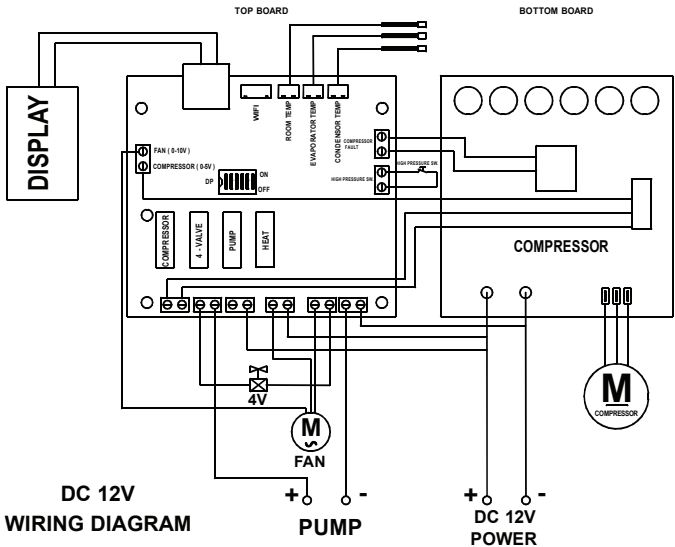 TOP BOARD
BOTTOM BOARD
DISPLAY
WIFI
ROOM TEMP
EVAPORATOR TEMP
CONDENSOR TEMP
COMPRESSOR
FAULT
FAN ( 0-10V )
COMPRESSOR ( 0-5V )
HIGH PRESSURE SW.
HIGH PRESSURE SW.
DP
ON
OFF
COMPRESSOR
4 - VALVE
PUMP
HEAT
COMPRESSOR
4V
M
FAN
M
COMPRESSOR
DC 12V
WIRING DIAGRAM
+
-
PUMP
+
-
DC 12V
POWER